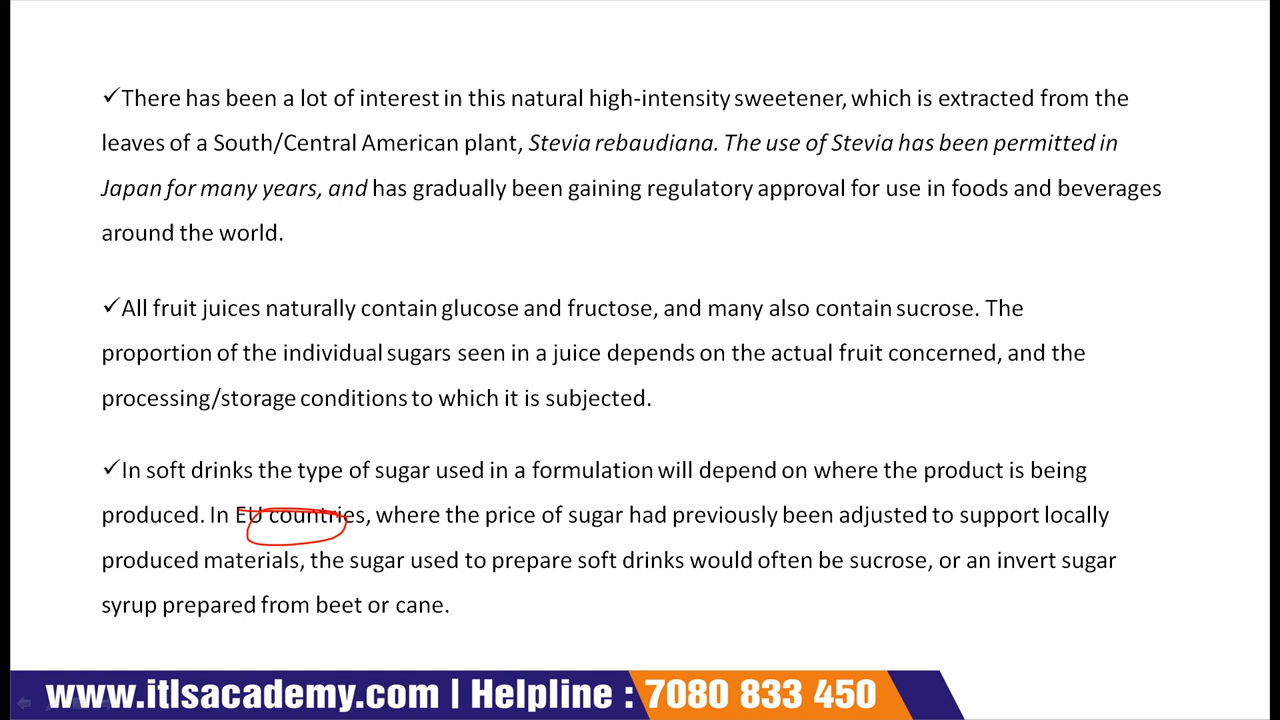 ✓There has been a lot of interest in this natural high-intensity sweetener, which is extracted from the
leaves of a South/Central American plant, Stevia rebaudiana. The use of Stevia has been permitted in
Japan for many years, and has gradually been gaining regulatory approval for use in foods and beverages
around the world.
✓All fruit juices naturally contain glucose and fructose, and many also contain sucrose. The
proportion of the individual sugars seen in a juice depends on the actual fruit concerned, and the
processing/storage conditions to which it is subjected.
✓In soft drinks the type of sugar used in a formulation will depend on where the product is being
produced. In EU countries, where the price of sugar had previously been adjusted to support locally
produced materials, the sugar used to prepare soft drinks would often be sucrose, or an invert sugar
syrup prepared from beet or cane.
www.itlsacademy.com | Helpline : 7080 833 450